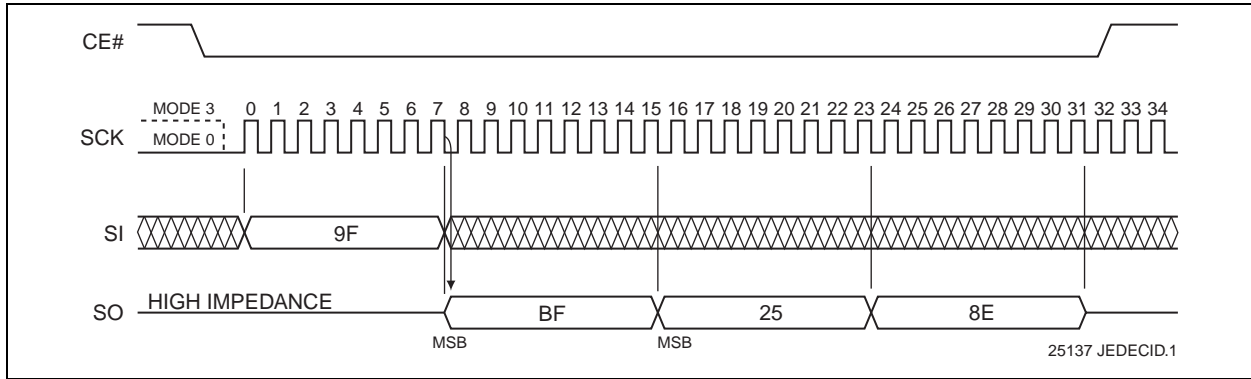 CE#
MODE 3
0 1 2 3 4 5 6 7 8 9 10 11 12 13 14 15 16 17 18 19 20 21 22 23 24 25 26 27 28 29 30 31 32 33 34
SCK
MODE 0
SI
9F
HIGH IMPEDANCE
SO
BF
25
8E
MSB
MSB
25137 JEDECID.1